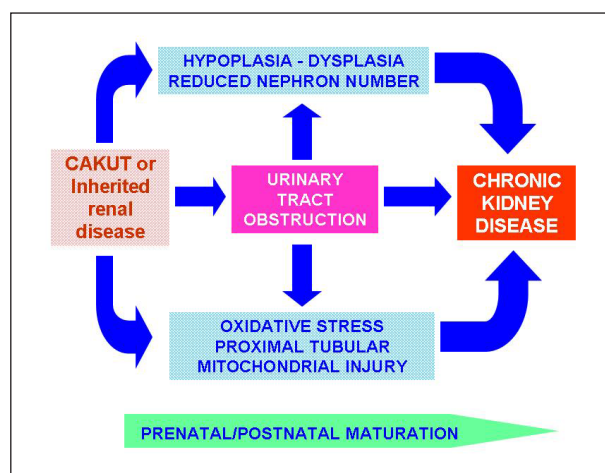 HYPOPLASIA - DYSPLASIA
REDUCED NEPHRON NUMBER
CAKUT or
Inherited
renal
disease
URINARY
TRACT
OBSTRUCTION
CHRONIC
KIDNEY
DISEASE
OXIDATIVE STRESS
PROXIMAL TUBULAR
MITOCHONDRIAL INJURY
PRENATAL/POSTNATAL MATURATION